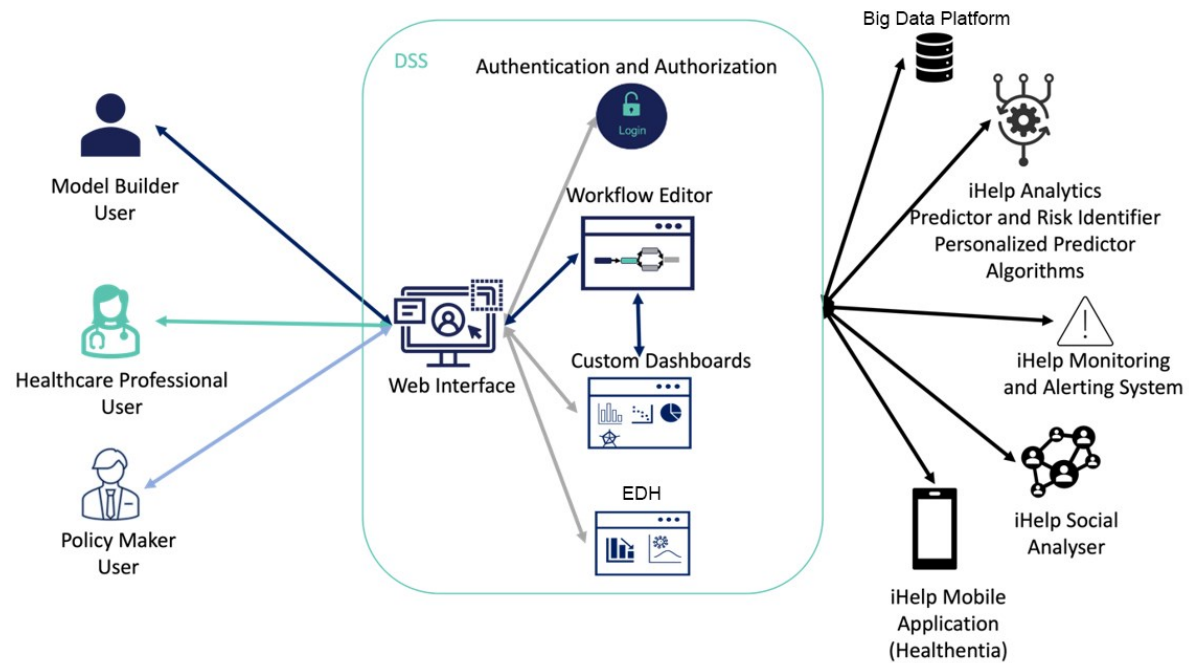 DSS
Authentication and Authorization
Login
Workflow Editor
Web Interface
Custom Dashboards
EDH
Model Builder
User
Healthcare Professional
User
Policy Maker
User
Big Data Platform
iHelp Analytics
Predictor and Risk Identifier
Personalized Predictor
Algorithms
iHelp Monitoring
and Alerting System
iHelp Social
Analyser
iHelp Mobile
Application
(Healthentia)